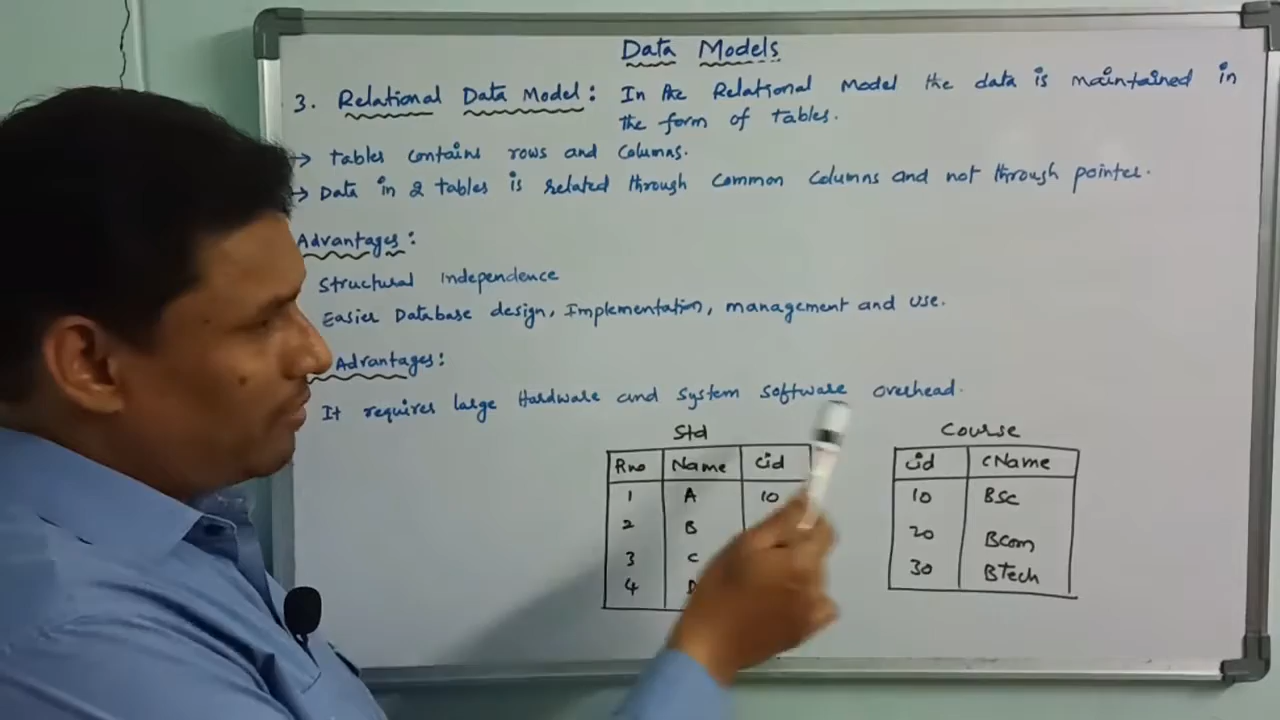 Data Models
3. Relational Data Model: In the Relational Model the data is maintained in
the form of tables.
→ Tables contains rows and columns.
→ Data in 2 tables is related through common columns and not through pointer.
Advantages:
Structural Independence
Easier Database design, Implementation, management and use.
Advantages:
It requires large Hardware and system software overhead.
Std
Rno Name Cid
1 A 10
2 B
3 C
4 D
Course
Cid CName
10 BSc
20 Bcom
30 BTech